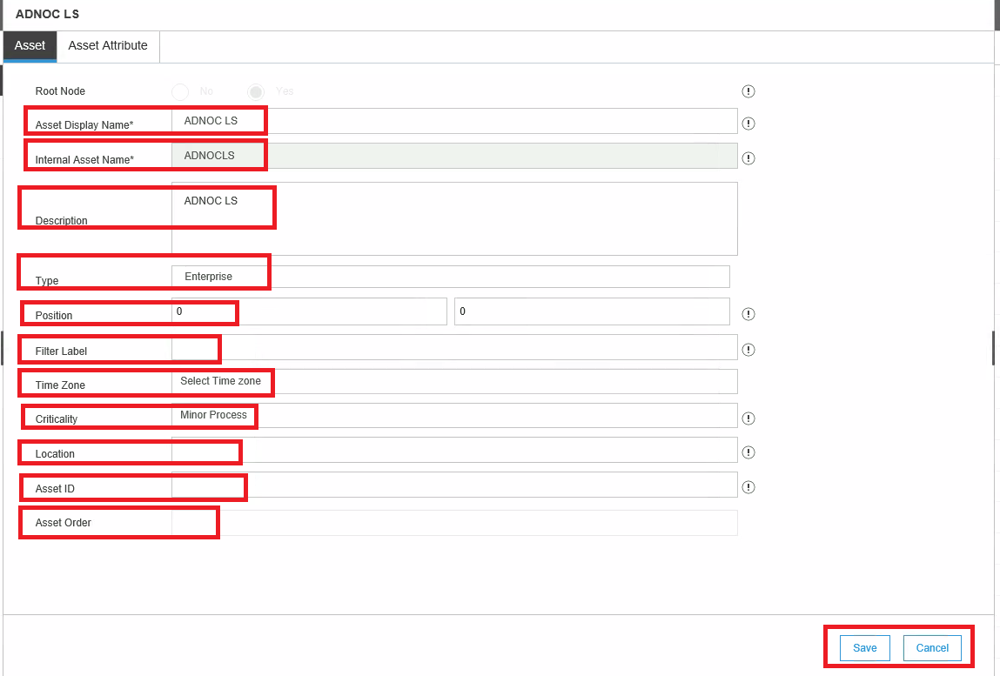 ADNOC LS
Asset Asset Attribute
Root Node No Yes
Asset Display Name* ADNOC LS
Internal Asset Name* ADNOCLS
ADNOC LS
Description
Type Enterprise
Position 0 0
Filter Label
Time Zone Select Time zone
Criticality Minor Process
Location
Asset ID
Asset Order
Save Cancel